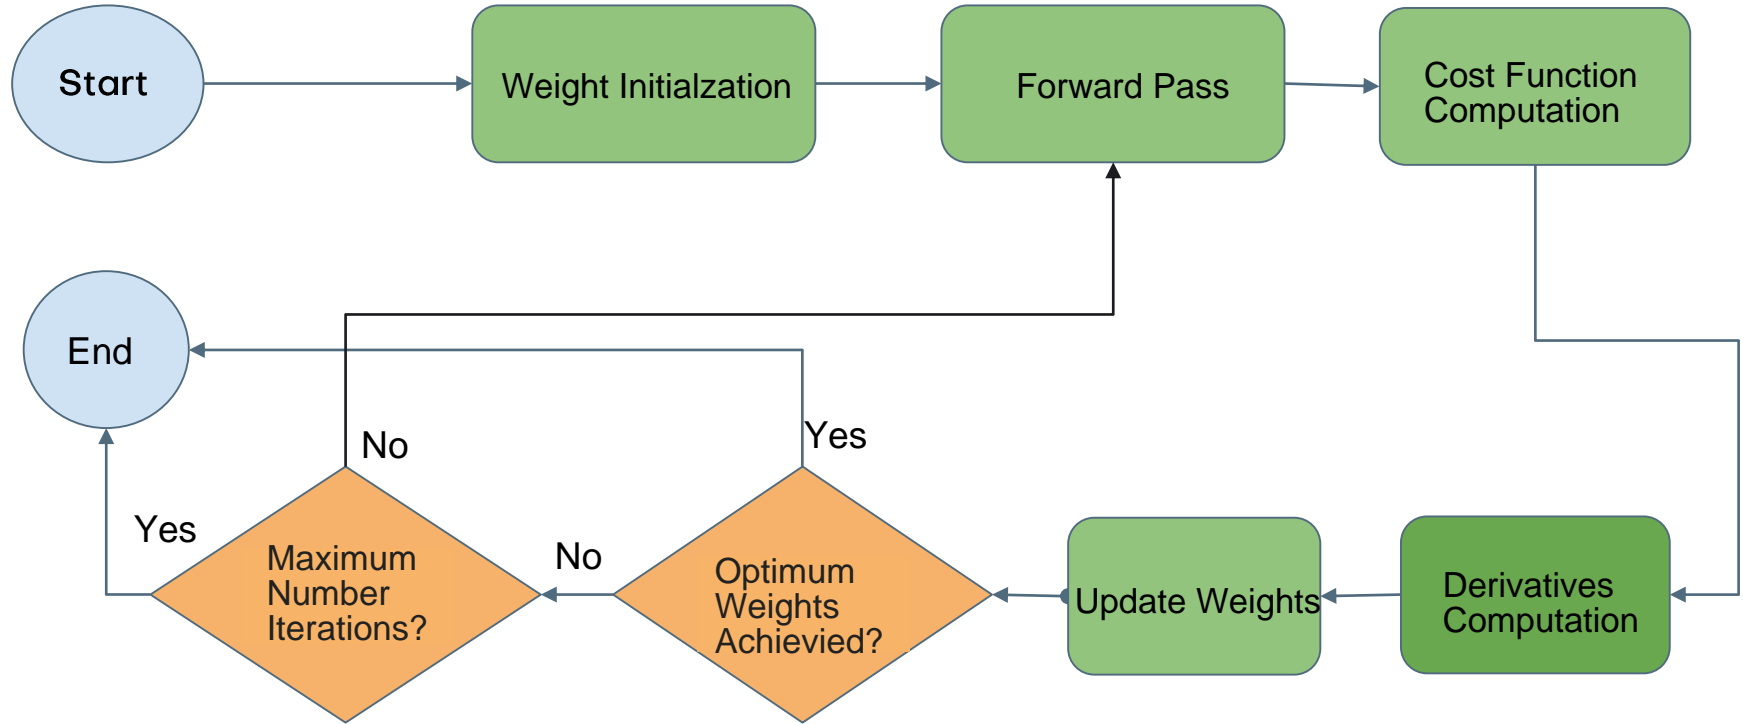 Start
Weight Initialzation
Forward Pass
Cost Function
Computation
End
No
Yes
Yes
Maximum
Number
Iterations?
No
Optimum
Weights
Achievied?
Update Weights
Derivatives
Computation